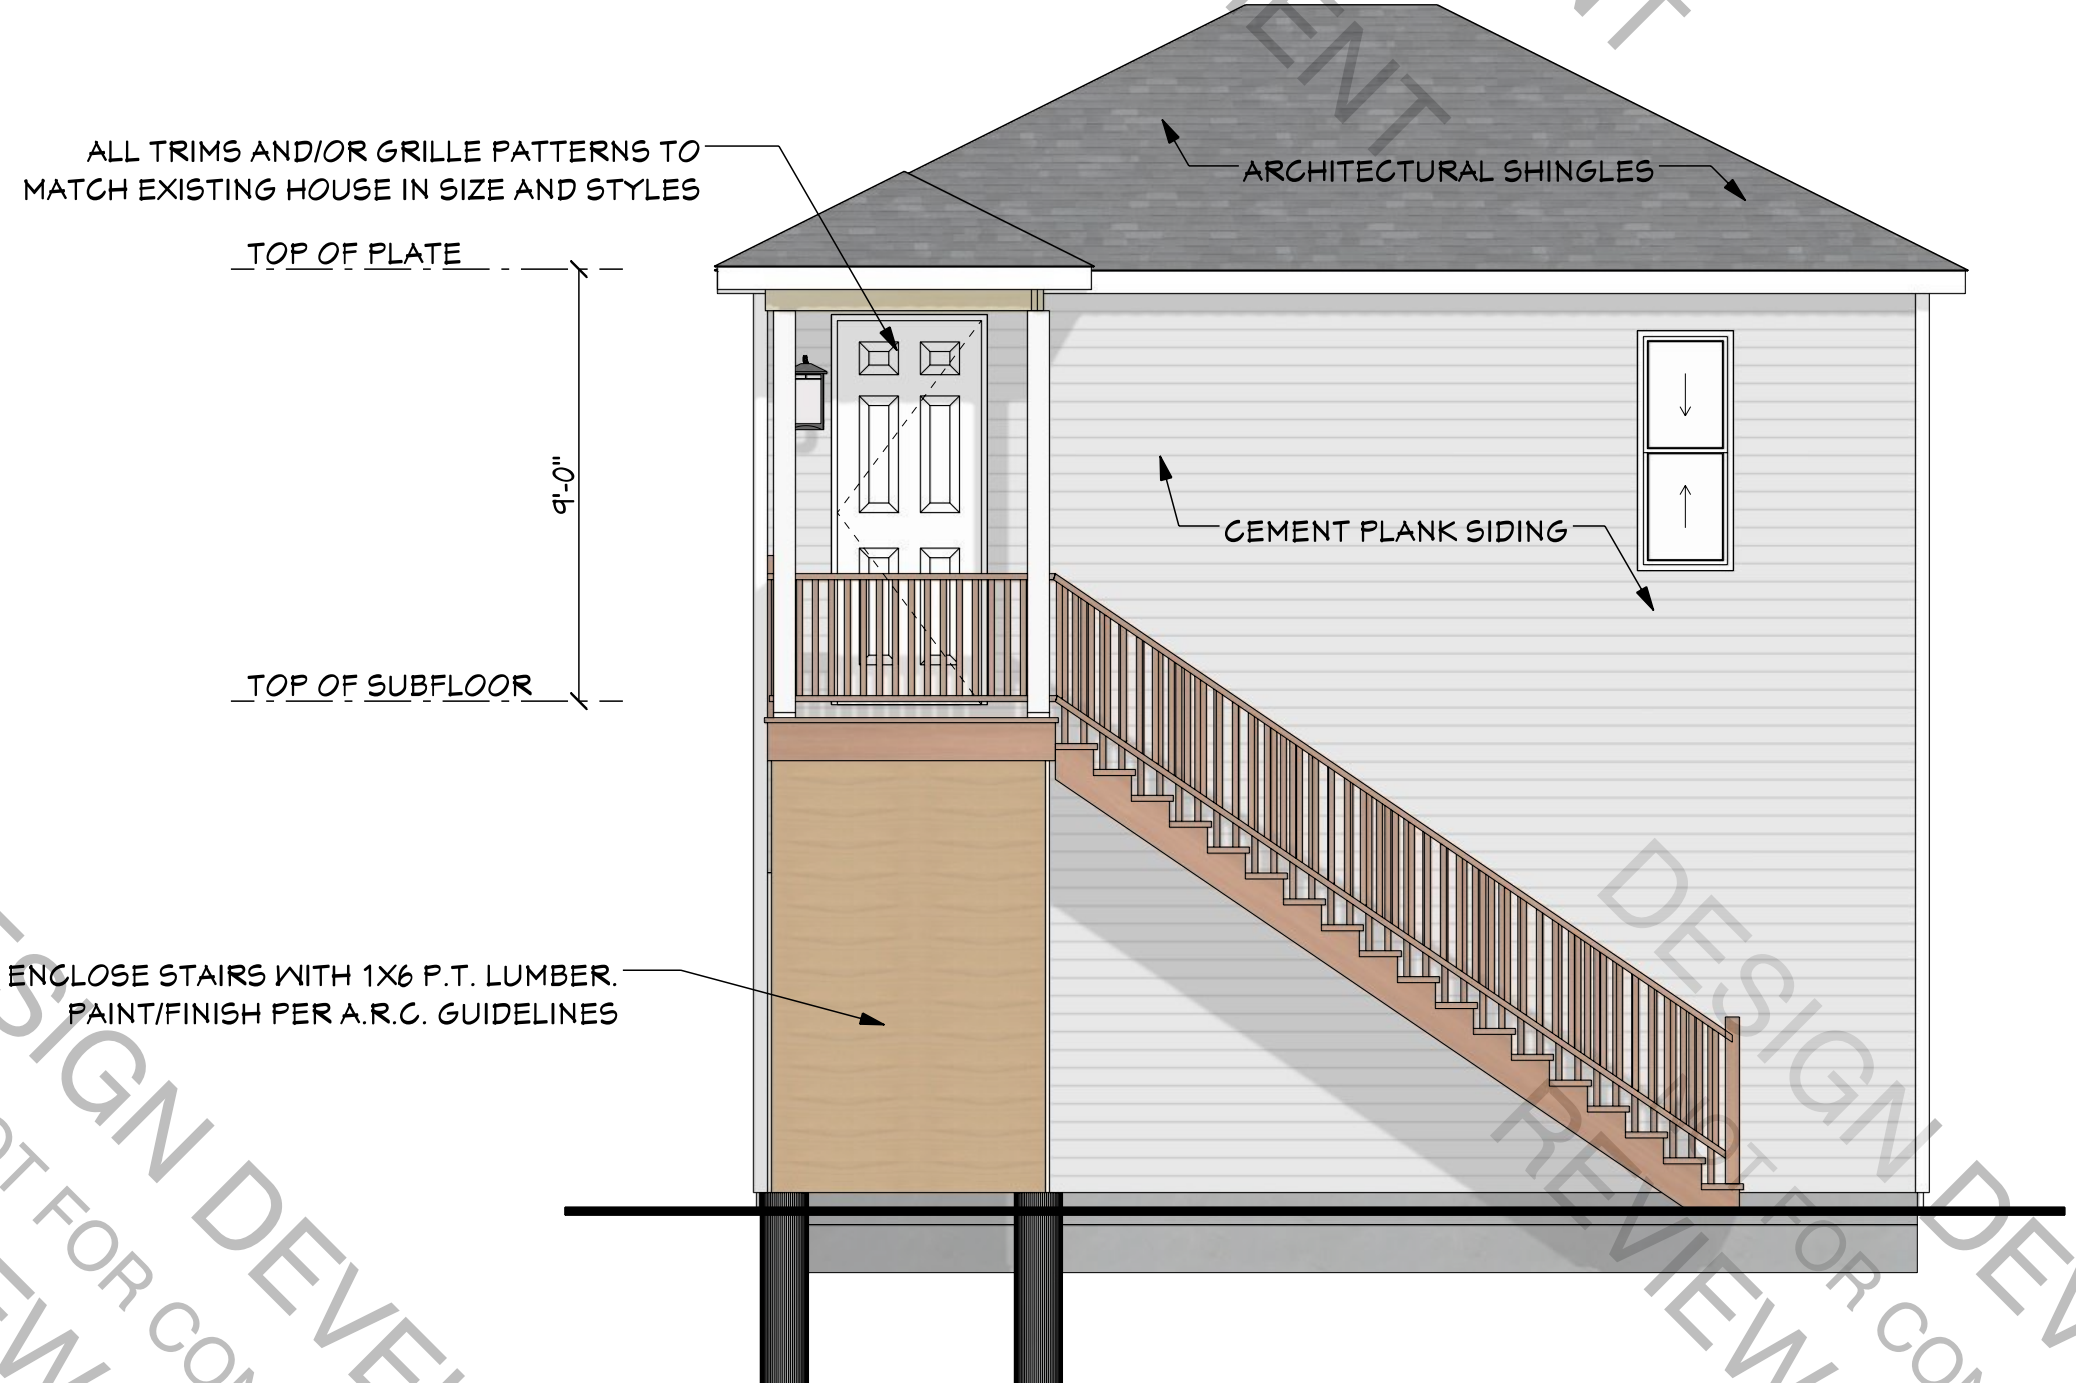 ALL TRIMS AND/OR GRILLE PATTERNS TO
MATCH EXISTING HOUSE IN SIZE AND STYLES
ARCHITECTURAL SHINGLES
TOP OF PLATE
9'-0"
CEMENT PLANK SIDING
TOP OF SUBFLOOR
ENCLOSE STAIRS WITH 1X6 P.T. LUMBER.
PAINT/FINISH PER A.R.C. GUIDELINES
DESIGN
NOT FOR
REVIEW